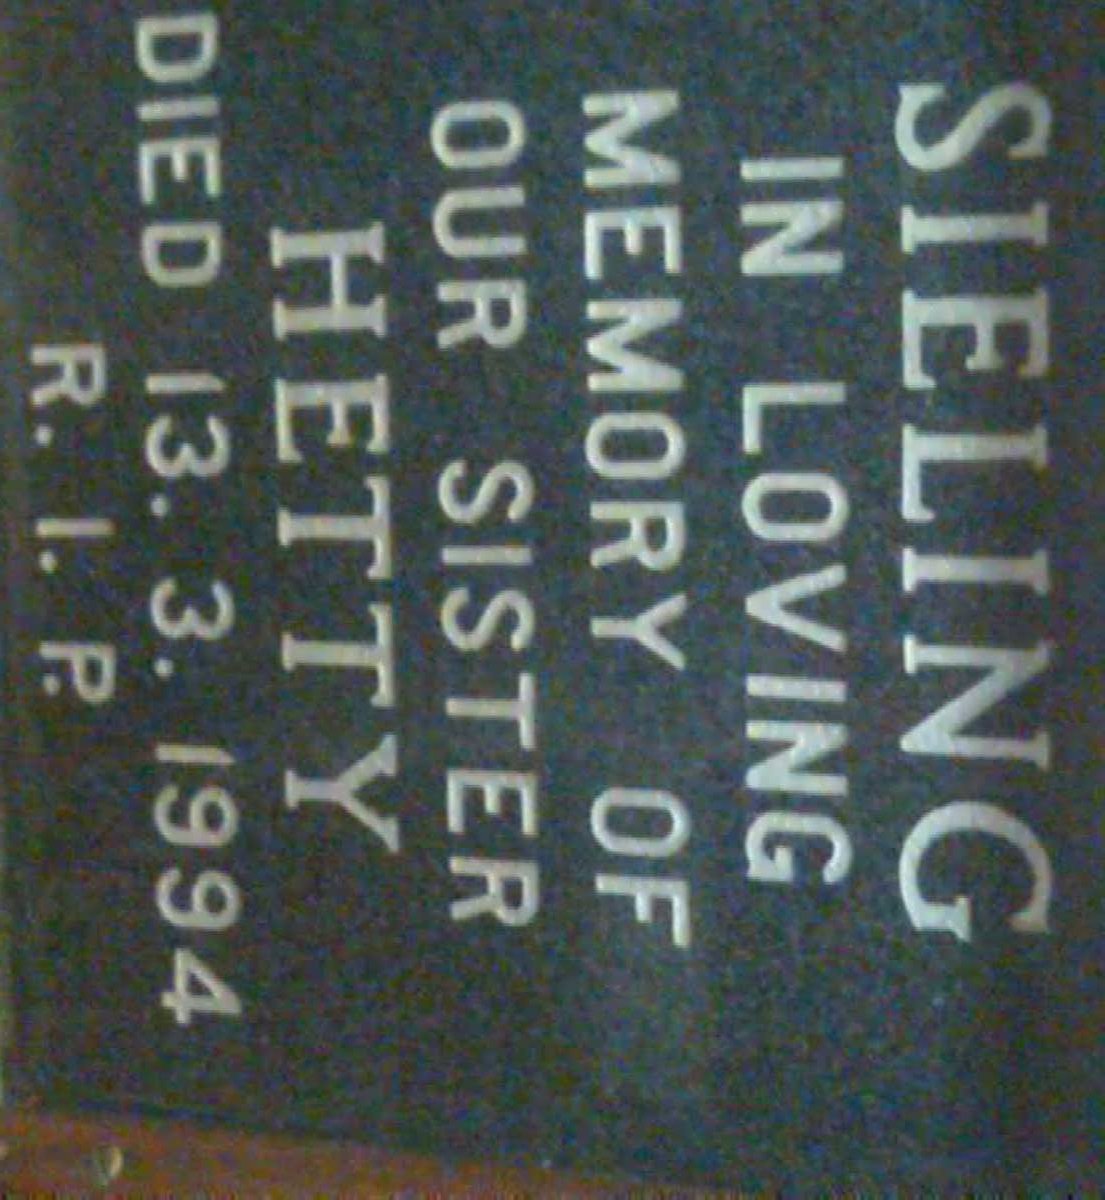 SIELING
IN LOVING
MEMORY OF
OUR SISTER
HETTY
DIED 13. 3. 1994
R. I. P.